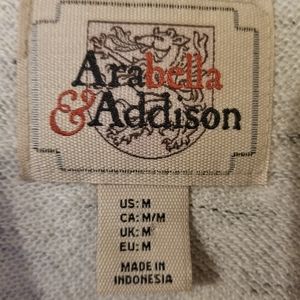 Arabella
& Addison
US: M
CA: M/M
UK: M
EU: M
MADE IN
INDONESIA